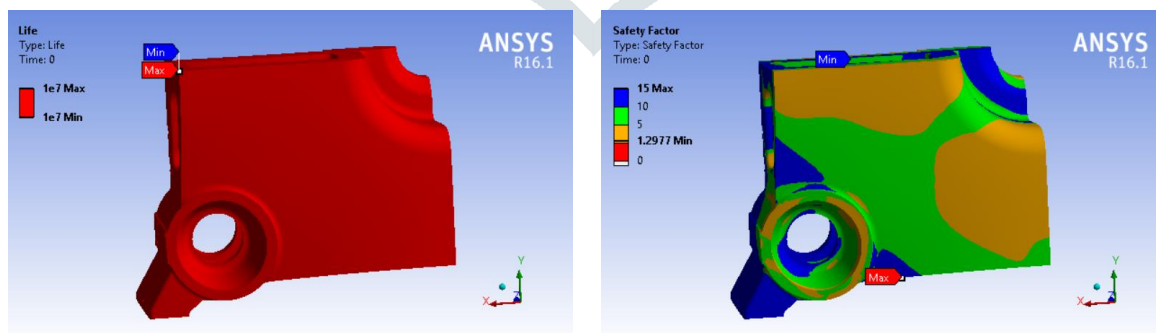 Life
Type: Life
Time: 0
1e7 Max
1e7 Min
Min
Max
ANSYS
R16.1
Y
X
Z
Safety Factor
Type: Safety Factor
Time: 0
15 Max
10
5
1.2977 Min
0
Min
Max
ANSYS
R16.1
Y
X
Z